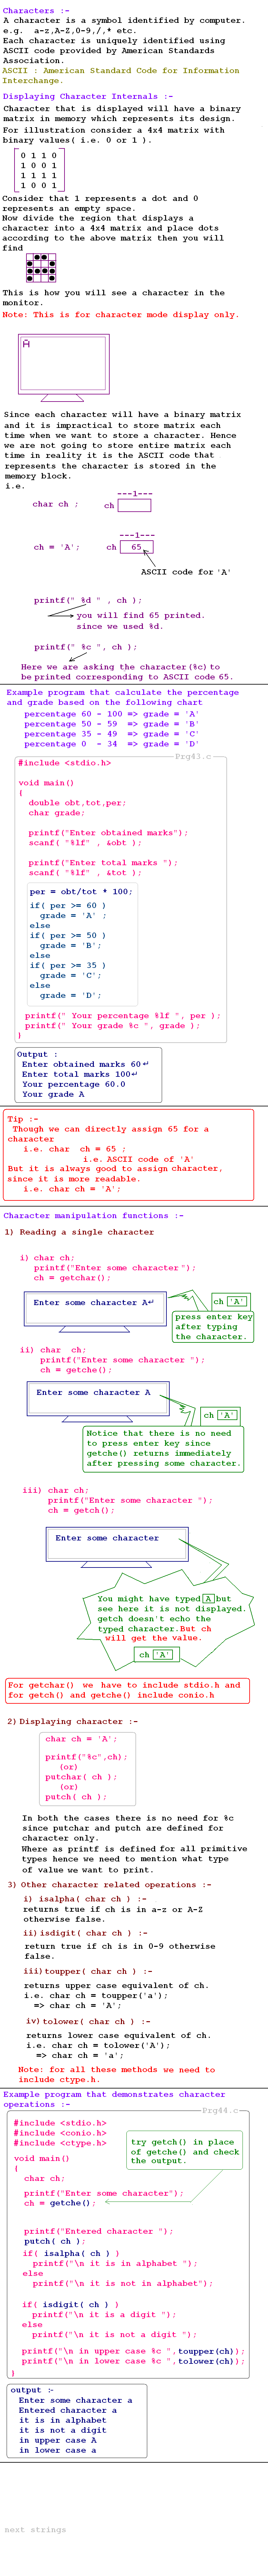 Characters :-
A character is a symbol identified by computer.
e.g.  a-z,A-Z,0-9,/,* etc.
Each character is uniquely identified using
ASCII code provided by American Standards
Association.
ASCII : American Standard Code for Information
Interchange.
Displaying Character Internals :-
Character that is displayed will have a binary
matrix in memory which represents its design.
For illustration consider a 4x4 matrix with
binary values( i.e. 0 or 1 ).
0 1 1 0
1 0 0 1
1 1 1 1
1 0 0 1
Consider that 1 represents a dot and 0
represents an empty space.
Now divide the region that displays a
character into a 4x4 matrix and place dots
according to the above matrix then you will
find
This is how you will see a character in the
monitor.
Note: This is for character mode display only.
A
Since each character will have a binary matrix
and it is impractical to store matrix each
time when we want to store a character. Hence
we are not going to store entire matrix each
time in reality it is the ASCII code that
represents the character is stored in the
memory block.
i.e.
---1---
char ch ;    ch
---1---
ch = 'A';    ch 65
ASCII code for 'A'
printf(" %d" , ch );
you will find 65 printed.
since we used %d.
printf(" %c ", ch );
Here we are asking the character(%c)to
be printed corresponding to ASCII code 65.
Example program that calculate the percentage
and grade based on the following chart
percentage 60 - 100 => grade = 'A'
percentage 50 - 59  => grade = 'B'
percentage 35 - 49  => grade = 'C'
percentage 0  - 34  => grade = 'D'
Prg43.c
#include <stdio.h>
void main()
{
double obt,tot,per;
char grade;
printf("Enter obtained marks");
scanf( "%lf" , &obt );
printf("Enter total marks ");
scanf( "%lf" , &tot );
per = obt/tot * 100;
if( per >= 60 )
grade = 'A' ;
else
if( per >= 50 )
grade = 'B';
else
if( per >= 35 )
grade = 'C';
else
grade = 'D';
printf(" Your percentage %lf ", per );
printf(" Your grade %c ", grade );
}
Output :
Enter obtained marks 60↵
Enter total marks 100↵
Your percentage 60.0
Your grade A
Tip :-
Though we can directly assign 65 for a
character
i.e. char  ch = 65 ;
i.e. ASCII code of 'A'
But it is always good to assign character,
since it is more readable.
i.e. char ch = 'A';
Character manipulation functions :-
1) Reading a single character
i) char ch;
printf("Enter some character");
ch = getchar();
Enter some character A↵
ch 'A'
press enter key
after typing
the character.
ii) char  ch;
printf("Enter some character ");
ch = getche();
Enter some character A
ch 'A'
Notice that there is no need
to press enter key since
getche() returns immediately
after pressing some character.
iii) char ch;
printf("Enter some character ");
ch = getch();
Enter some character
You might have typed A but
see here it is not displayed.
getch doesn't echo the
typed character.But ch
will get the value.
ch 'A'
For getchar() we have to include stdio.h and
for getch() and getche() include conio.h
2) Displaying character :-
char ch = 'A';
printf("%c",ch);
(or)
putchar( ch );
(or)
putch( ch );
In both the cases there is no need for %c
since putchar and putch are defined for
character only.
Where as printf is defined for all primitive
types hence we need to mention what type
of value we want to print.
3) Other character related operations :-
i) isalpha( char ch ) :-
returns true if ch is in a-z or A-Z
otherwise false.
ii) isdigit( char ch ) :-
return true if ch is in 0-9 otherwise
false.
iii) toupper( char ch ) :-
returns upper case equivalent of ch.
i.e. char ch = toupper('a');
=> char ch = 'A';
iv) tolower( char ch ) :-
returns lower case equivalent of ch.
i.e. char ch = tolower('A');
=> char ch = 'a';
Note: for all these methods we need to
include ctype.h.
Example program that demonstrates character
operations :-
Prg44.c
#include <stdio.h>
#include <conio.h>
#include <ctype.h>
try getch() in place
of getche() and check
the output.
void main()
{
char ch;
printf("Enter some character");
ch = getche();
printf("Entered character ");
putch( ch );
if( isalpha( ch ) )
printf("\n it is in alphabet ");
else
printf("\n it is not in alphabet");
if( isdigit( ch ) )
printf("\n it is a digit ");
else
printf("\n it is not a digit ");
printf("\n in upper case %c ",toupper(ch));
printf("\n in lower case %c ",tolower(ch));
}
output :-
Enter some character a
Entered character a
it is in alphabet
it is not a digit
in upper case A
in lower case a
next strings